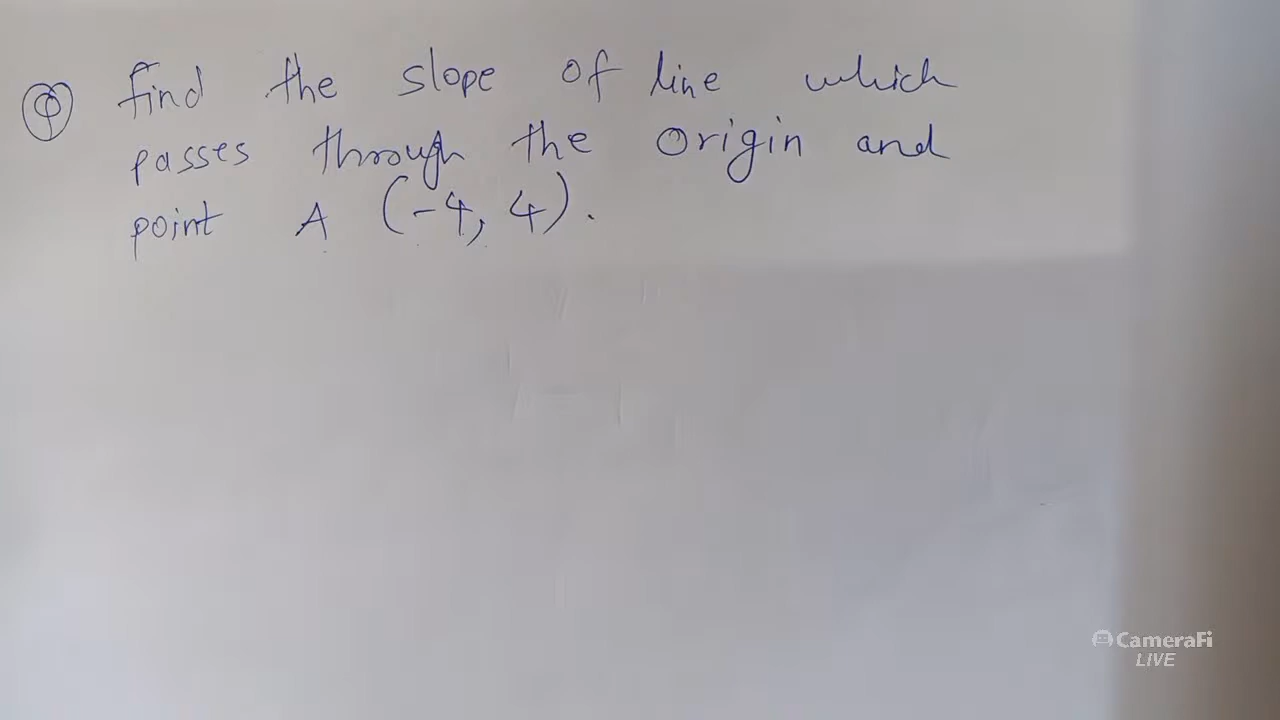 Q find the slope of line which
passes through the origin and
point A (-4, 4).
CameraFi
LIVE